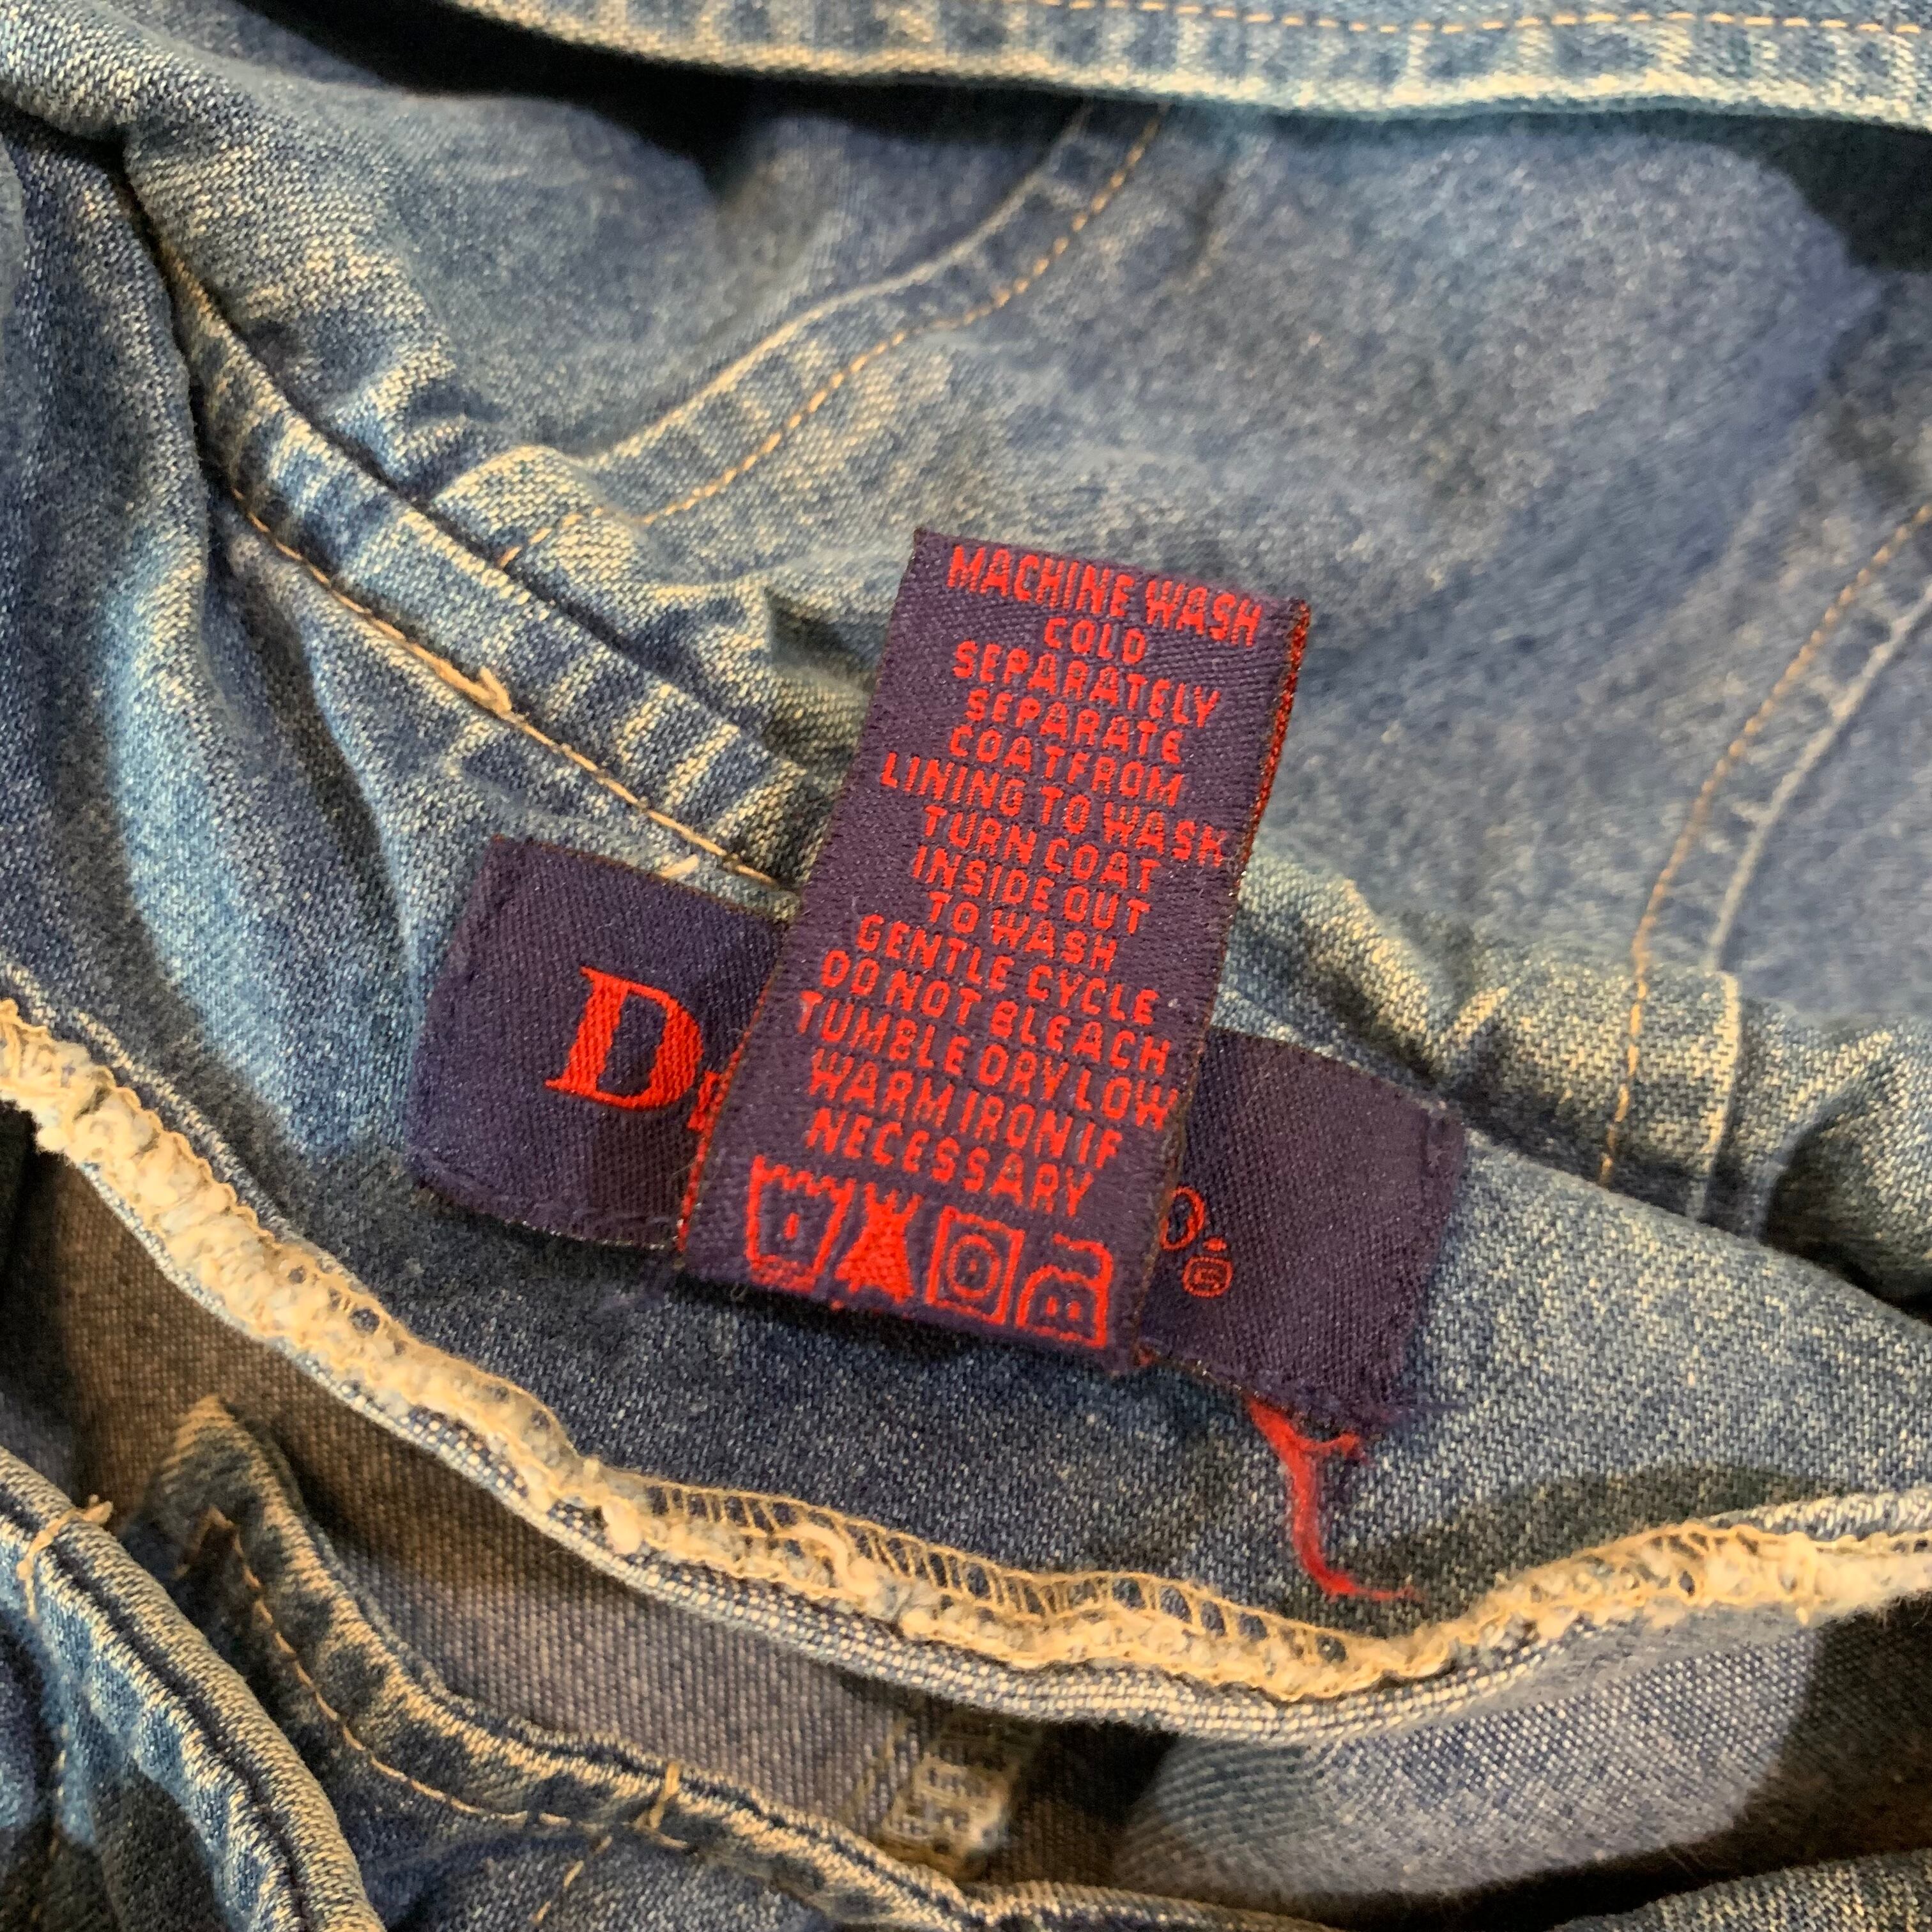 MACHINE WASH
COLD
SEPARATELY
SEPARATE
COATFROM
LINING TO WASH
TURN COAT
INSIDE OUT
TO WASH
GENTLE CYCLE
DO NOT BLEACH
TUMBLE DRY LOW
WARM IRON IF
NECESSARY
D